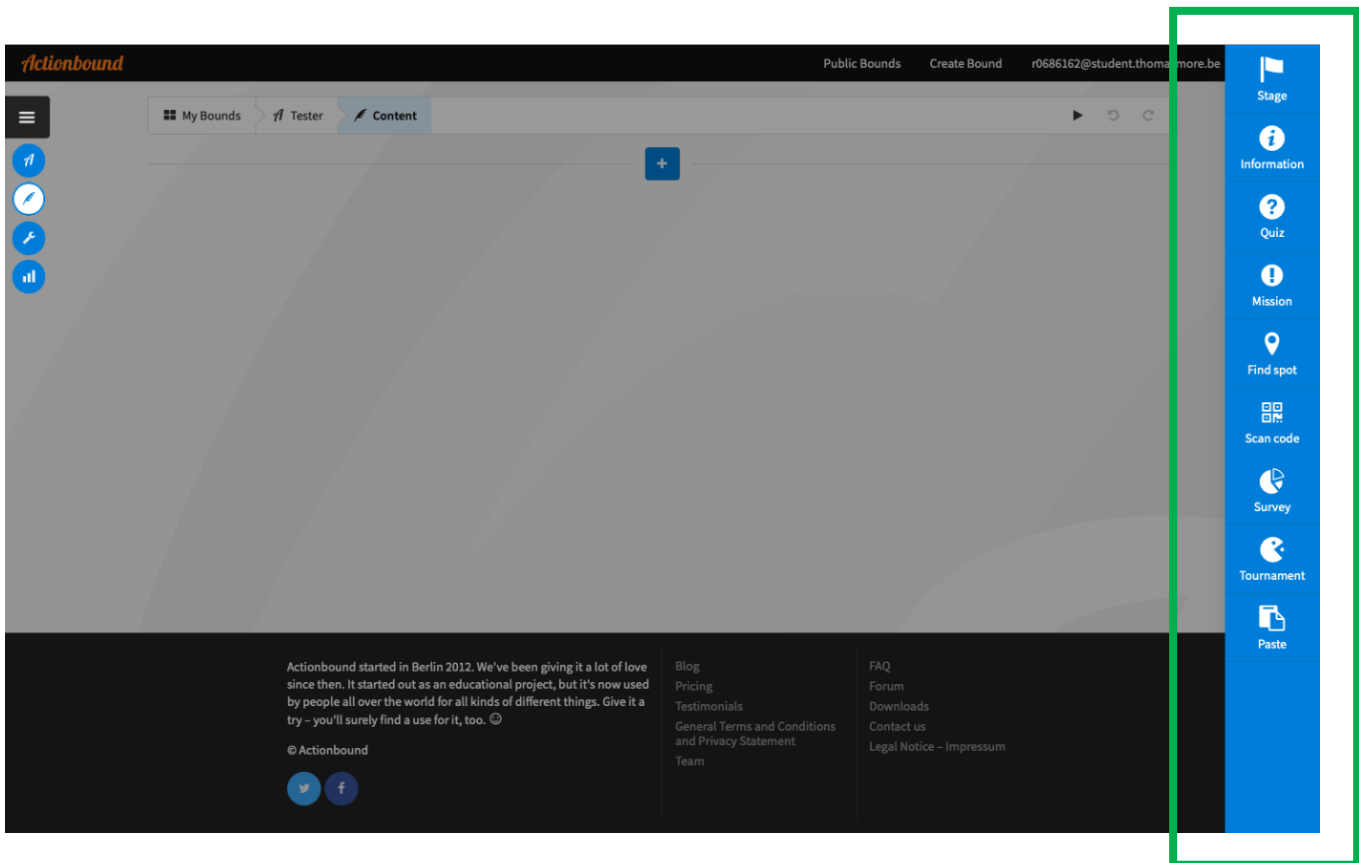 Actionbound
Public Bounds
Create Bound
r0686162@student.thoma more.be
My Bounds
Tester
Content
Stage
Information
Quiz
Mission
Find spot
Scan code
Survey
Tournament
Paste
Actionbound started in Berlin 2012. We've been giving it a lot of love
since then. It started out as an educational project, but it's now used
by people all over the world for all kinds of different things. Give it a
try – you'll surely find a use for it, too. ☺
© Actionbound
Blog
Pricing
Testimonials
General Terms and Conditions
and Privacy Statement
Team
FAQ
Forum
Downloads
Contact us
Legal Notice – Impressum